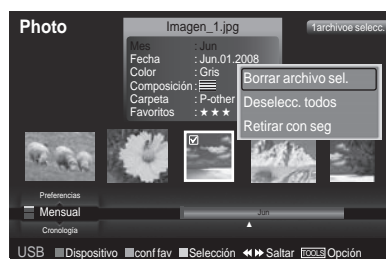 Photo
Imagen_1.jpg
1archivoe selecc.
Mes : Jun
Fecha : Jun.01.2008
Color : Gris
Composición :
Carpeta : P-other
Favoritos : ★ ★ ★
Borrar archivo sel.
Deselecc. todos
Retirar con seg
Preferencias
Mensual
Jun
Cronología
USB Dispositivo conf fav Selección Saltar TOOLS Opción